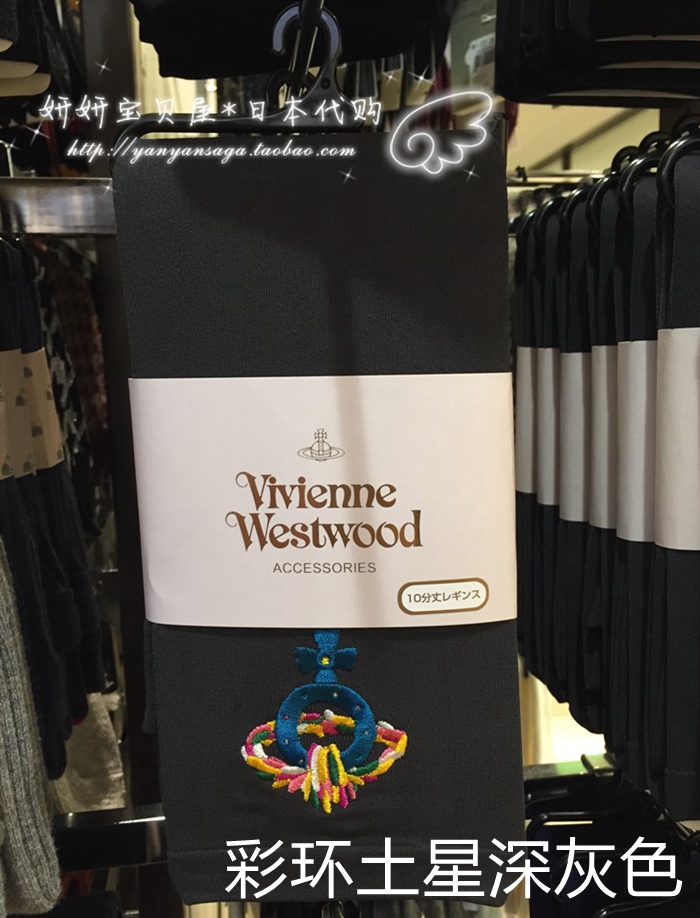 妍妍宝贝屋*日本代购
http://yanyansaga.taobao.com
Vivienne
Westwood
ACCESSORIES
10分丈レギンス
彩环土星深灰色